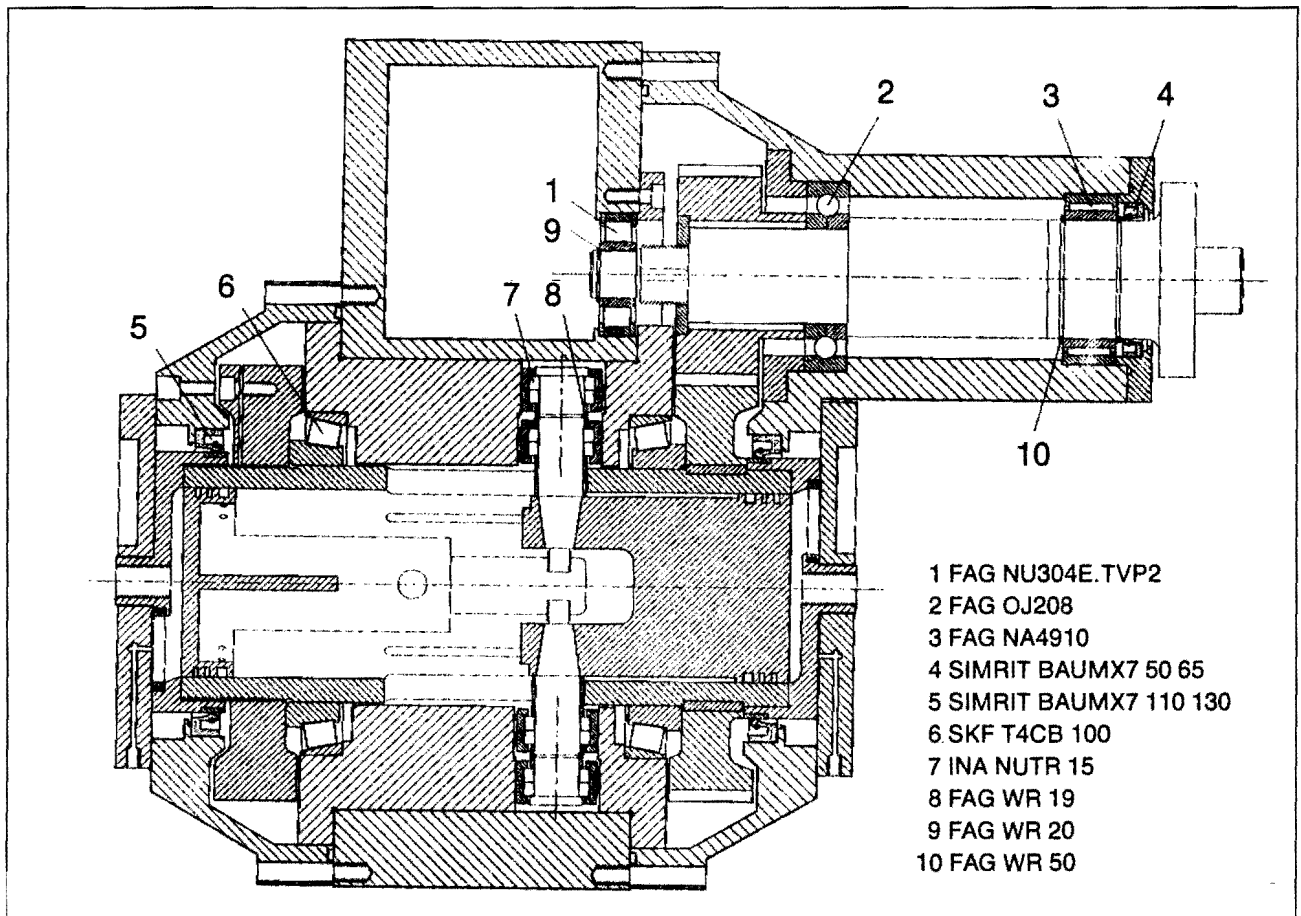 2
3
4
1
9
6
7
8
5
10
1 FAG NU304E.TVP2
2 FAG OJ208
3 FAG NA4910
4 SIMRIT BAUMX7 50 65
5 SIMRIT BAUMX7 110 130
6 SKF T4CB 100
7 INA NUTR 15
8 FAG WR 19
9 FAG WR 20
10 FAG WR 50